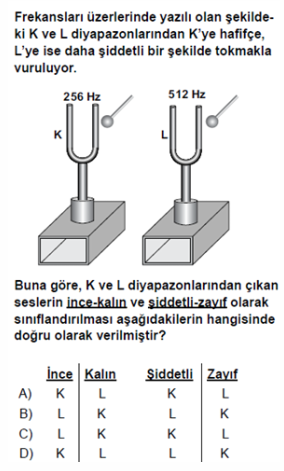 Frekansları üzerlerinde yazılı olan şekilde-
ki K ve L diyapazonlarından K'ye hafifçe,
L'ye ise daha şiddetli bir şekilde tokmakla
vuruluyor.
256 Hz
512 Hz
K
L
Buna göre, K ve L diyapazonlarından çıkan
seslerin ince-kalın ve şiddetli-zayıf olarak
sınıflandırılması aşağıdakilerin hangisinde
doğru olarak verilmiştir?
İnce Kalın Şiddetli Zayıf
A) K L K L
B) L K L K
C) L K K L
D) K L L K